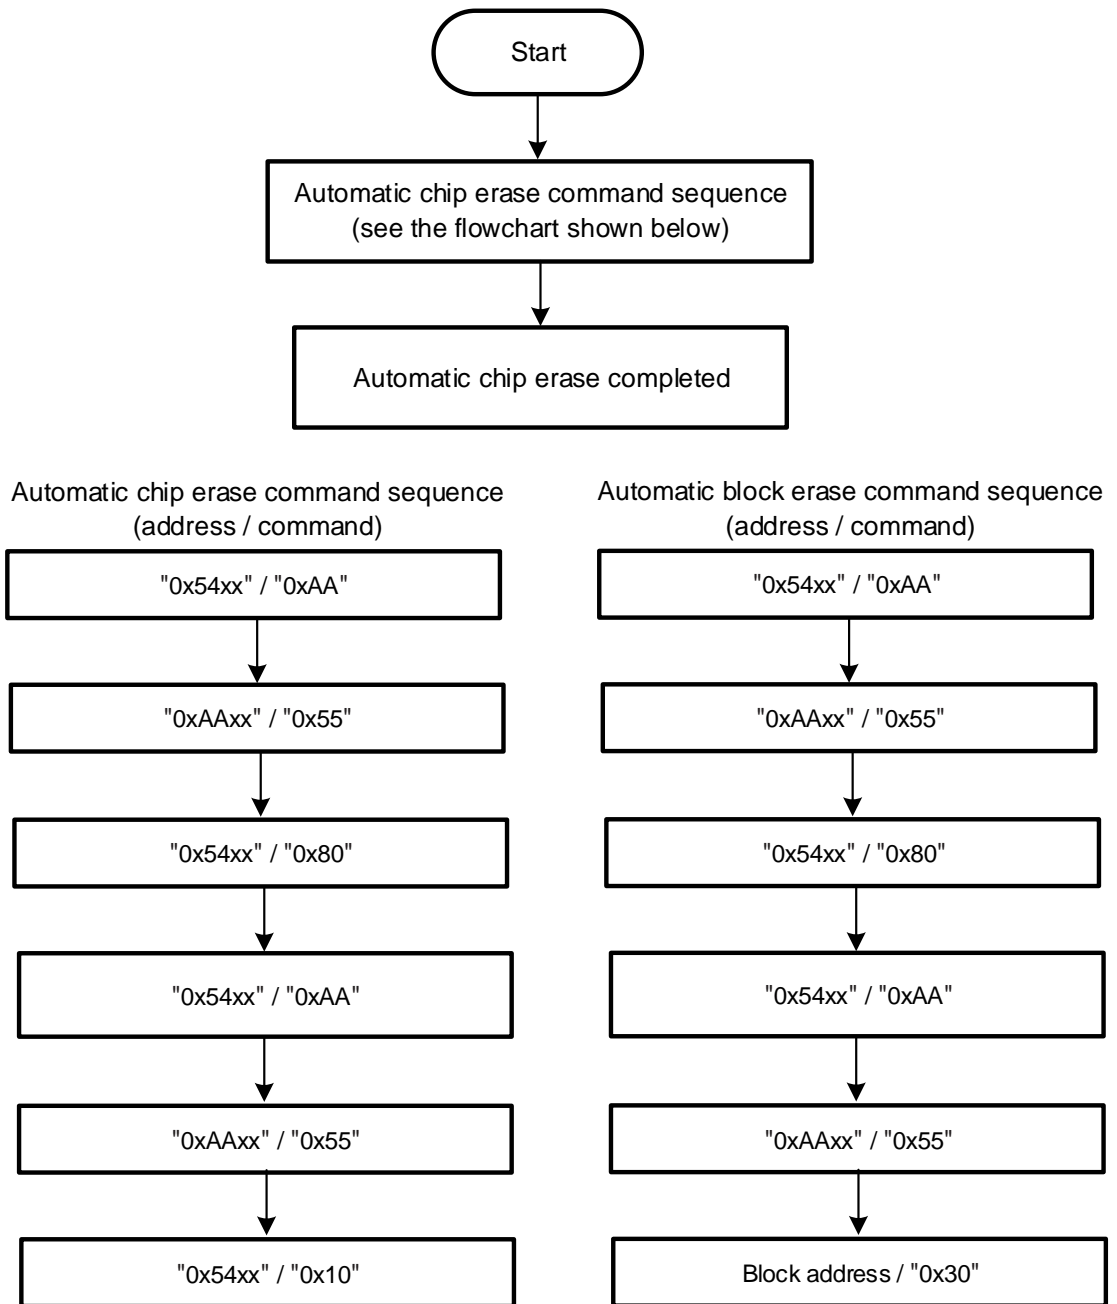 Start
Automatic chip erase command sequence
(see the flowchart shown below)
Automatic chip erase completed
Automatic chip erase command sequence
(address / command)
"0x54xx" / "0xAA"
"0xAAxx" / "0x55"
"0x54xx" / "0x80"
"0x54xx" / "0xAA"
"0xAAxx" / "0x55"
"0x54xx" / "0x10"
Automatic block erase command sequence
(address / command)
"0x54xx" / "0xAA"
"0xAAxx" / "0x55"
"0x54xx" / "0x80"
"0x54xx" / "0xAA"
"0xAAxx" / "0x55"
Block address / "0x30"